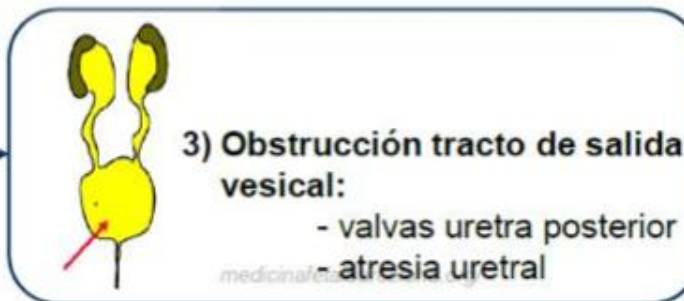 3) Obstrucción tracto de salida
vesical:
- valvas uretra posterior
- atresia uretral